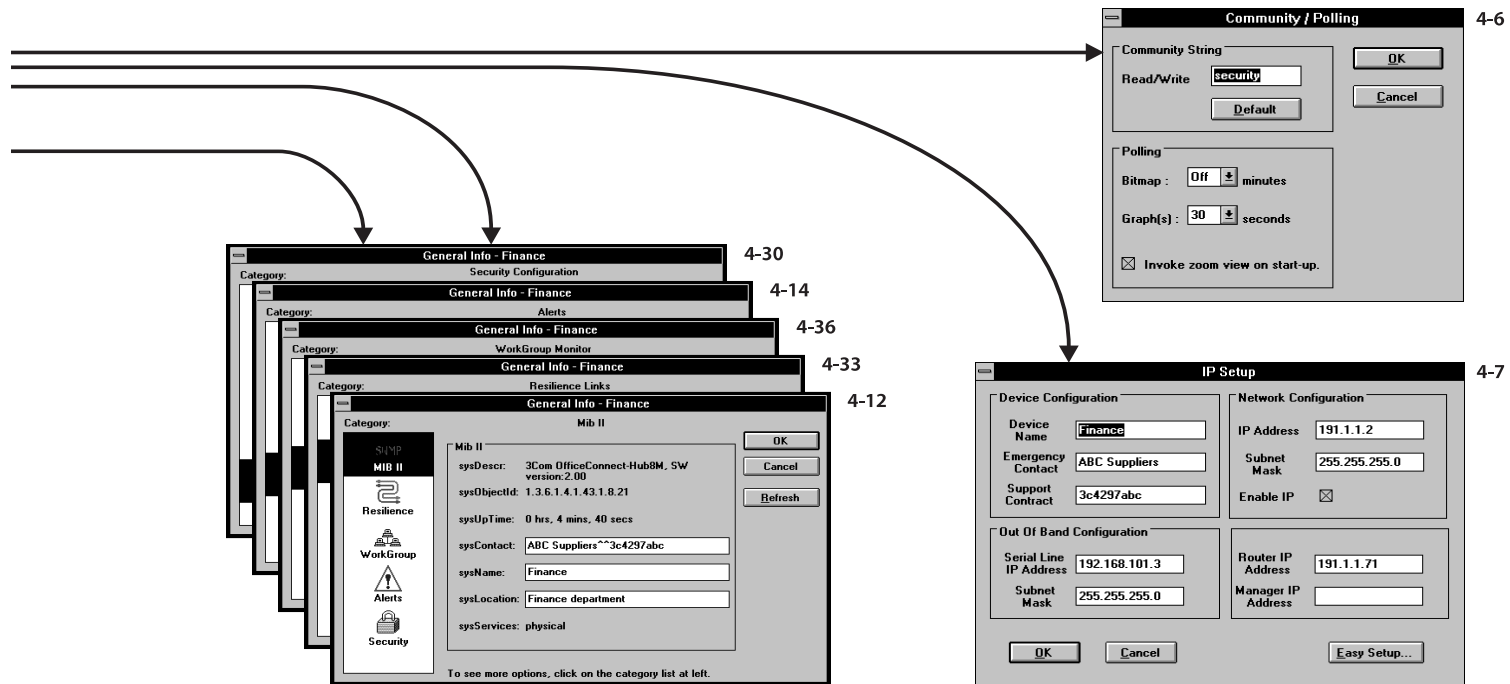 Community / Polling
4-6
Community String
Read/Write security
Default
OK
Cancel
Polling
Bitmap : Off minutes
Graph(s) : 30 seconds
Invoke zoom view on start-up.
General Info - Finance
4-30
Category:
Security Configuration
General Info - Finance
4-14
Category:
Alerts
General Info - Finance
4-36
Category:
WorkGroup Monitor
General Info - Finance
4-33
Category:
Resilience Links
General Info - Finance
4-12
Category:
Mib II
SNMP
MIB II
Resilience
WorkGroup
Alerts
Security
Mib II
sysDescr: 3Com OfficeConnect-Hub8M, SW
version:2.00
sysObjectId: 1.3.6.1.4.1.43.1.8.21
sysUpTime: 0 hrs, 4 mins, 40 secs
sysContact: ABC Suppliers^^3c4297abc
sysName: Finance
sysLocation: Finance department
sysServices: physical
OK
Cancel
Refresh
To see more options, click on the category list at left.
IP Setup
4-7
Device Configuration
Device
Name
Finance
Emergency
Contact
ABC Suppliers
Support
Contract
3c4297abc
Network Configuration
IP Address 191.1.1.2
Subnet
Mask
255.255.255.0
Enable IP
Out Of Band Configuration
Serial Line
IP Address
192.168.101.3
Subnet
Mask
255.255.255.0
Router IP
Address
191.1.1.71
Manager IP
Address
OK
Cancel
Easy Setup...